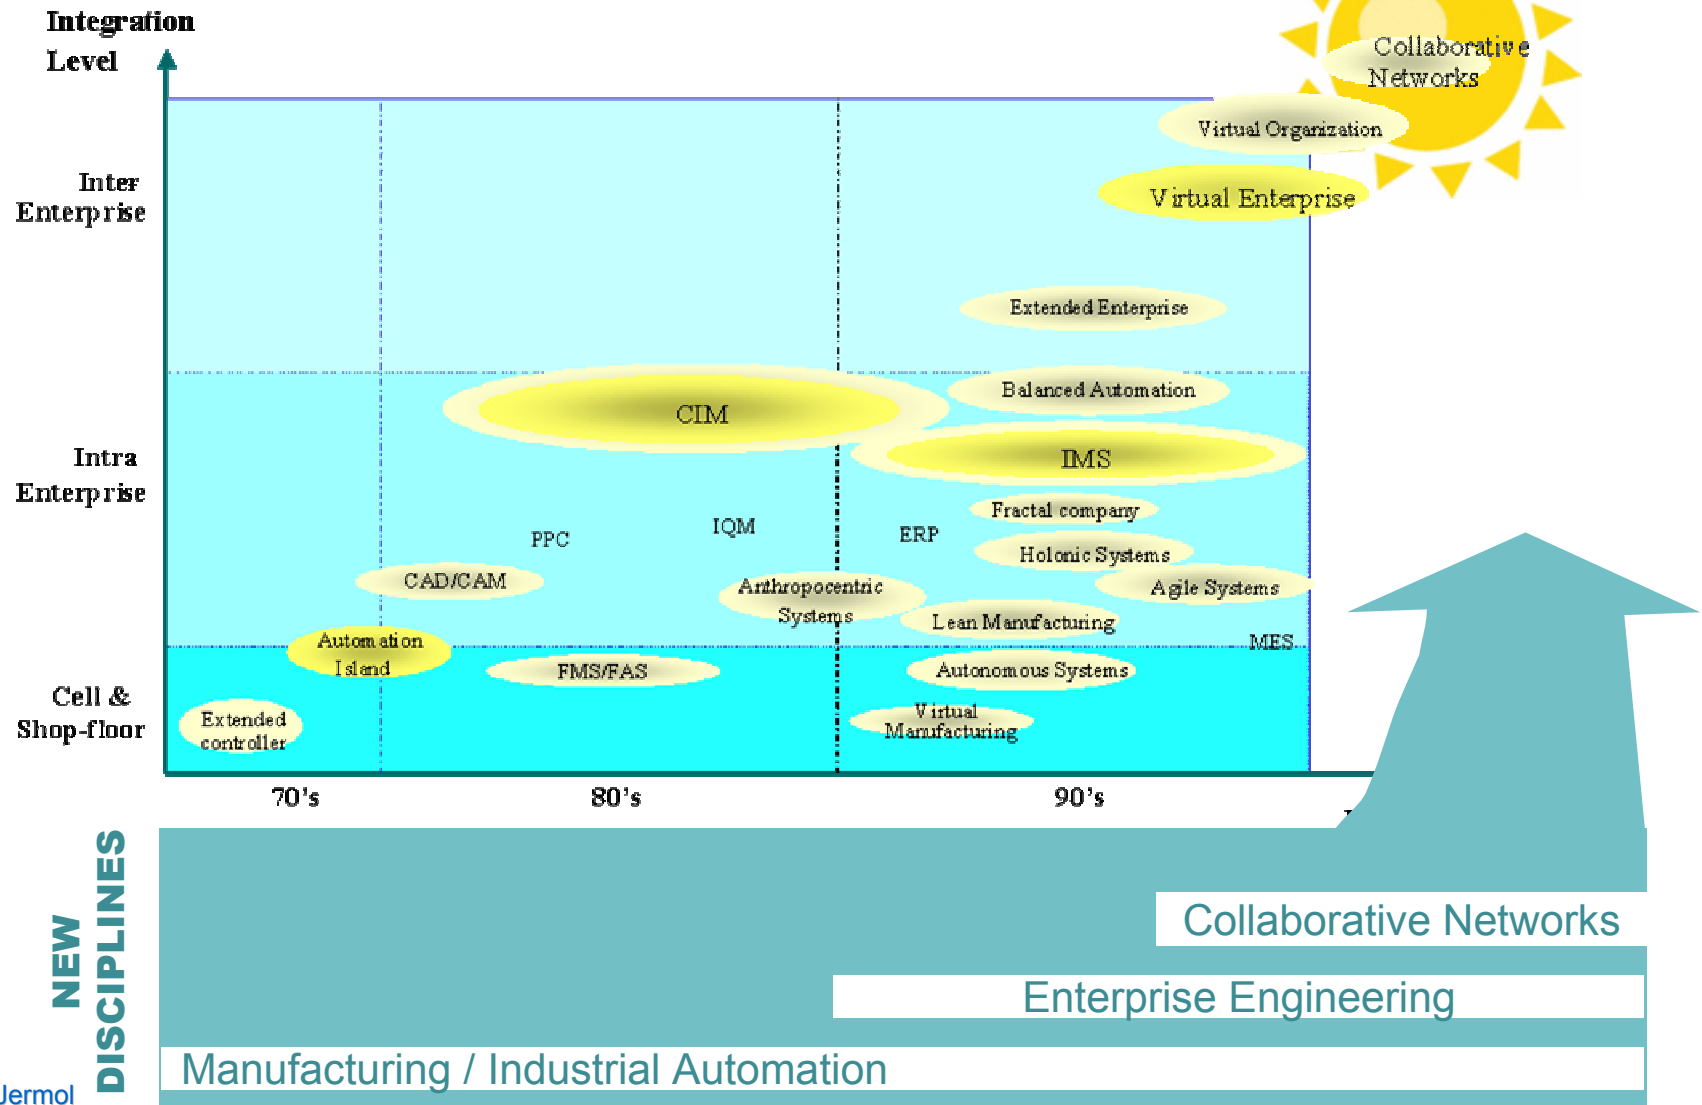 Integration
Level
Collaborative
Networks
Virtual Organization
Inter
Enterprise
Virtual Enterprise
Extended Enterprise
Balanced Automation
CIM
Intra
Enterprise
IMS
Fractal company
PPC
IQM
ERP
Holonic Systems
CAD/CAM
Anthropocentric
Systems
Agile Systems
Lean Manufacturing
Automation
Island
MES
FMS/FAS
Autonomous Systems
Cell &
Shop-floor
Extended
controller
Virtual
Manufacturing
70's
80's
90's
NEW
DISCIPLINES
Collaborative Networks
Enterprise Engineering
Manufacturing / Industrial Automation
Jermol